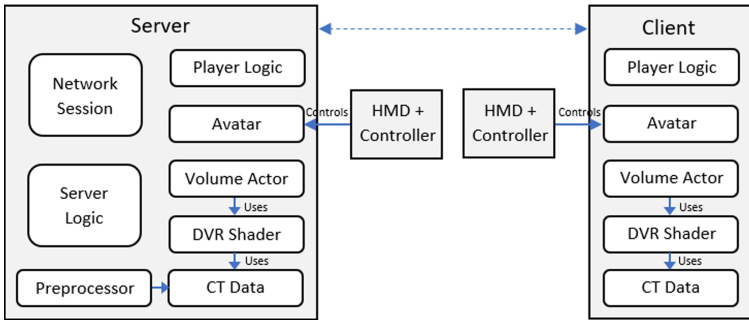 Server
Network
Session
Player Logic
Controls
Avatar
Server
Logic
Volume Actor
Uses
DVR Shader
Uses
Preprocessor
CT Data
HMD +
Controller
HMD +
Controller
Client
Player Logic
Controls
Avatar
Volume Actor
Uses
DVR Shader
Uses
CT Data